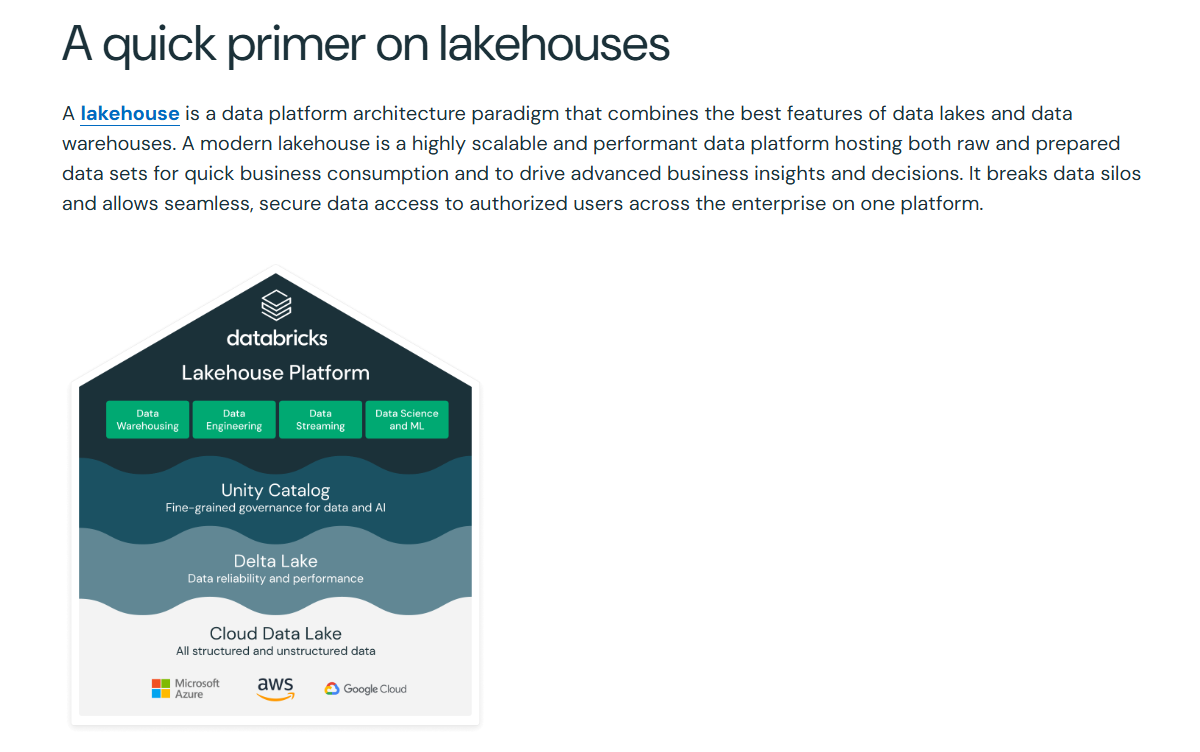 A quick primer on lakehouses
A lakehouse is a data platform architecture paradigm that combines the best features of data lakes and data
warehouses. A modern lakehouse is a highly scalable and performant data platform hosting both raw and prepared
data sets for quick business consumption and to drive advanced business insights and decisions. It breaks data silos
and allows seamless, secure data access to authorized users across the enterprise on one platform.
databricks
Lakehouse Platform
Data
Warehousing
Data
Engineering
Data
Streaming
Data Science
and ML
Unity Catalog
Fine-grained governance for data and AI
Delta Lake
Data reliability and performance
Cloud Data Lake
All structured and unstructured data
Microsoft
Azure
aws
Google Cloud